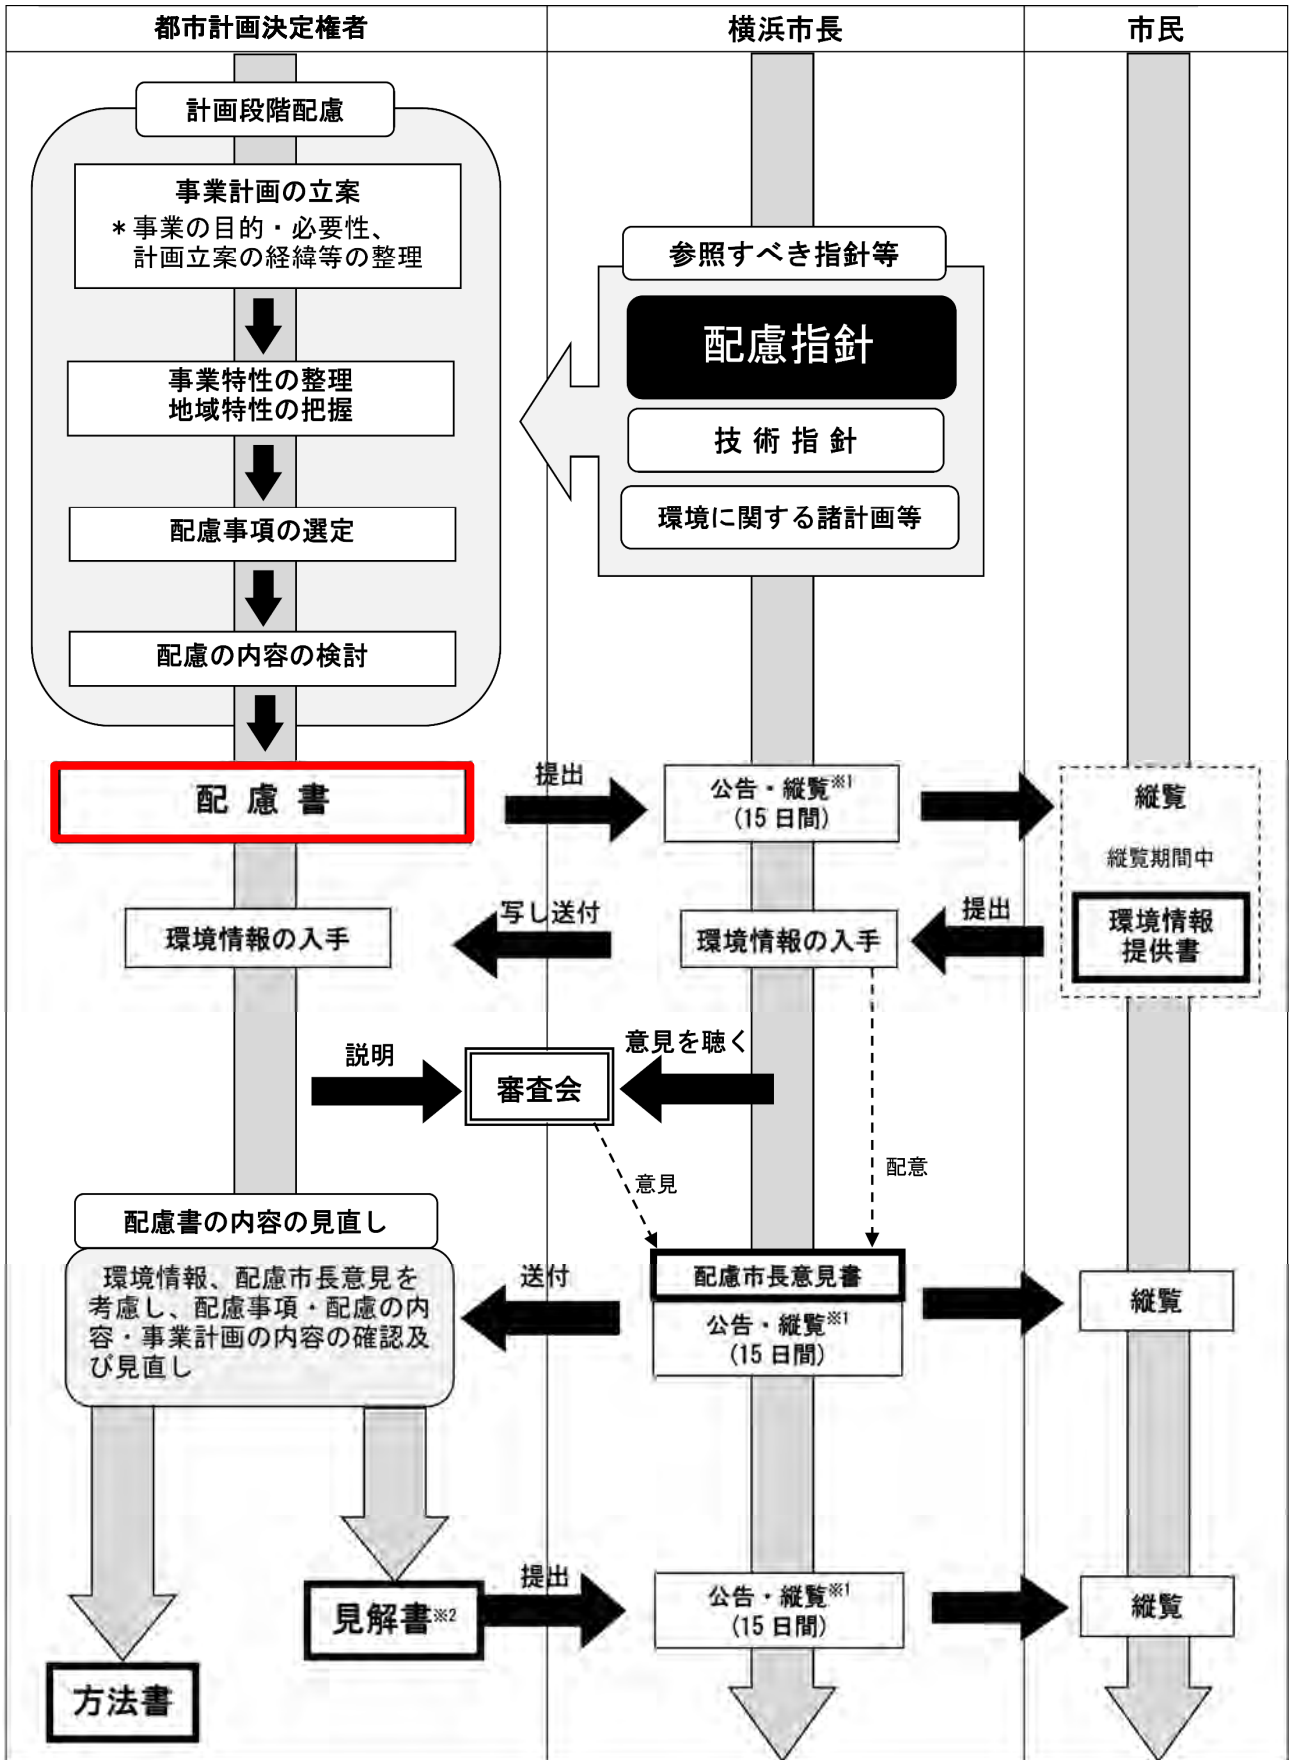 都市計画決定権者
横浜市長
市民
計画段階配慮
事業計画の立案
＊事業の目的・必要性、
計画立案の経緯等の整理
事業特性の整理
地域特性の把握
配慮事項の選定
配慮の内容の検討
参照すべき指針等
配慮指針
技術指針
環境に関する諸計画等
配慮書
提出
公告・縦覧※1
(15日間)
縦覧
縦覧期間中
環境情報
提供書
提出
環境情報の入手
写し送付
環境情報の入手
説明
審査会
意見を聴く
意見
配意
配慮書の内容の見直し
環境情報、配慮市長意見を
考慮し、配慮事項・配慮の内
容・事業計画の内容の確認及
び見直し
送付
配慮市長意見書
公告・縦覧※1
(15日間)
縦覧
見解書※2
提出
公告・縦覧※1
(15日間)
縦覧
方法書